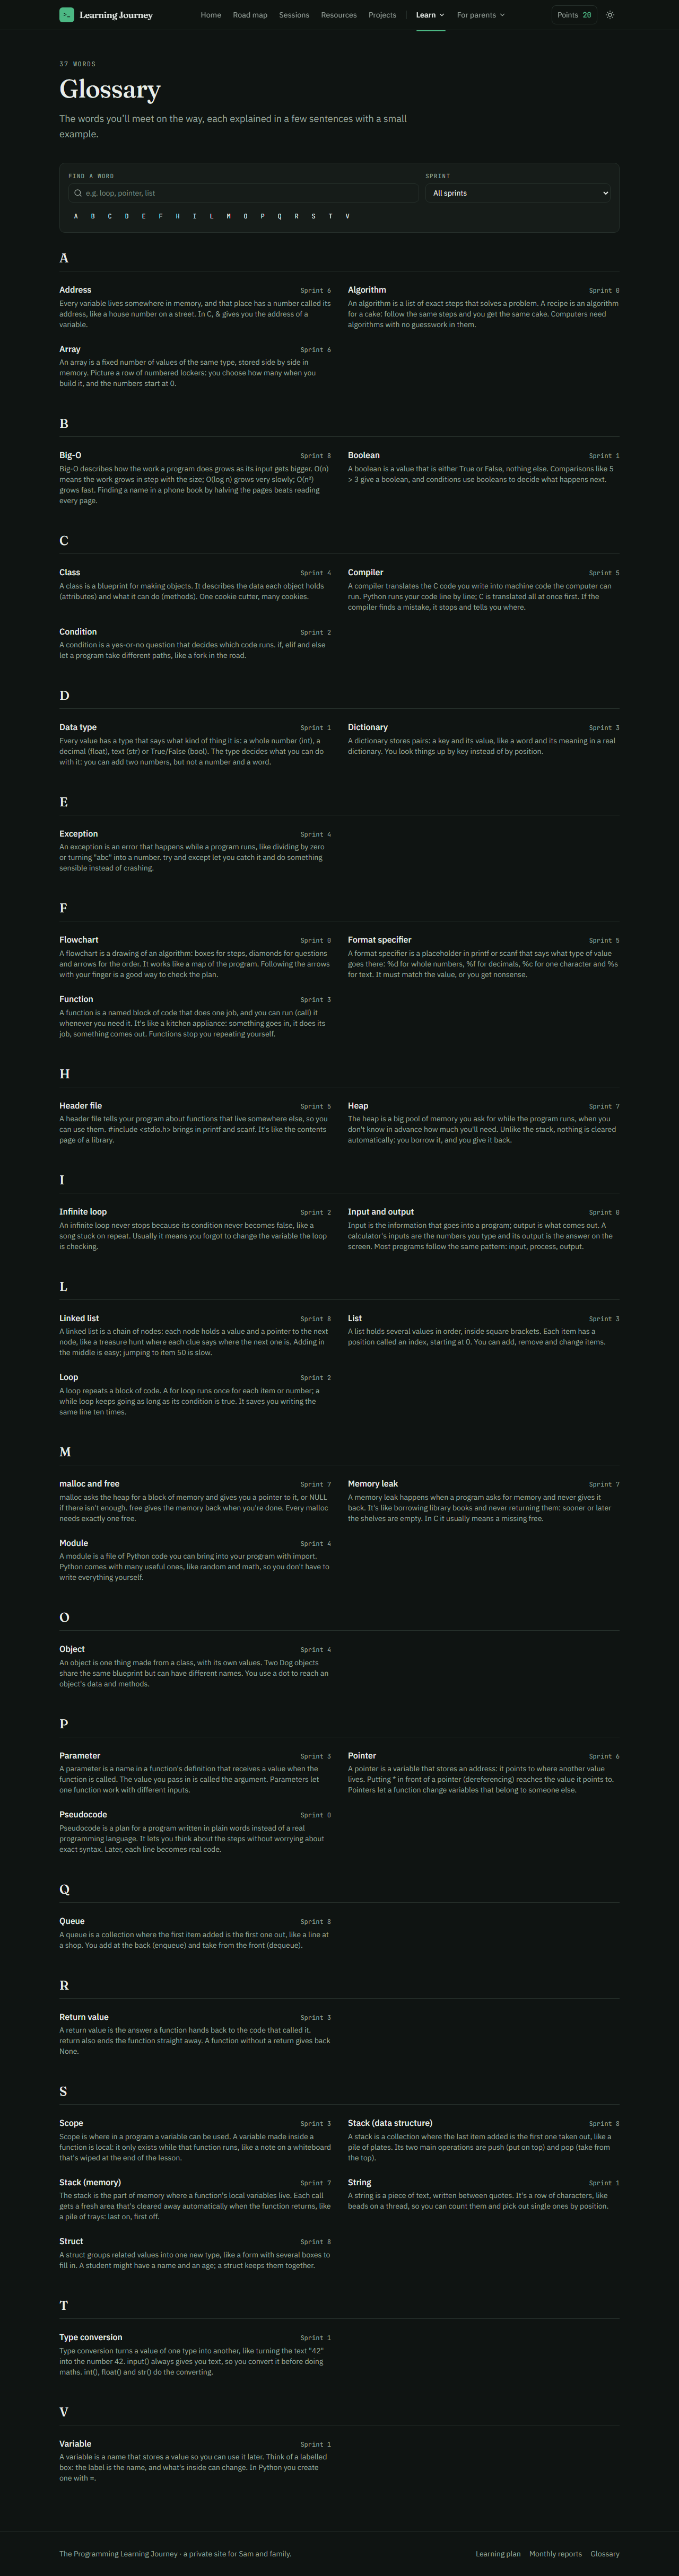 >_ Learning Journey
Home Road map Sessions Resources Projects Learn For parents Points 20
37 WORDS
Glossary
The words you'll meet on the way, each explained in a few sentences with a small
example.
FIND A WORD
SPRINT
e.g. loop, pointer, list
All sprints
A B C D E F H I L M O P Q R S T V
A
Address Sprint 6
Every variable lives somewhere in memory, and that place has a number called its
address, like a house number on a street. In C, & gives you the address of a
variable.
Algorithm Sprint 0
An algorithm is a list of exact steps that solves a problem. A recipe is an algorithm
for a cake: follow the same steps and you get the same cake. Computers need
algorithms with no guesswork in them.
Array Sprint 6
An array is a fixed number of values of the same type, stored side by side in
memory. Picture a row of numbered lockers: you choose how many when you
build it, and the numbers start at 0.
B
Big-O Sprint 8
Big-O describes how the work a program does grows as its input gets bigger. O(n)
means the work grows in step with the size; O(log n) grows very slowly; O(n²)
grows fast. Finding a name in a phone book by halving the pages beats reading
every page.
Boolean Sprint 1
A boolean is a value that is either True or False, nothing else. Comparisons like 5
> 3 give a boolean, and conditions use booleans to decide what happens next.
C
Class Sprint 4
A class is a blueprint for making objects. It describes the data each object holds
(attributes) and what it can do (methods). One cookie cutter, many cookies.
Compiler Sprint 5
A compiler translates the C code you write into machine code the computer can
run. Python runs your code line by line; C is translated all at once first. If the
compiler finds a mistake, it stops and tells you where.
Condition Sprint 2
A condition is a yes-or-no question that decides which code runs. if, elif and else
let a program take different paths, like a fork in the road.
D
Data type Sprint 1
Every value has a type that says what kind of thing it is: a whole number (int), a
decimal (float), text (str) or True/False (bool). The type decides what you can do
with it: you can add two numbers, but not a number and a word.
Dictionary Sprint 3
A dictionary stores pairs: a key and its value, like a word and its meaning in a real
dictionary. You look things up by key instead of by position.
E
Exception Sprint 4
An exception is an error that happens while a program runs, like dividing by zero
or turning "abc" into a number. try and except let you catch it and do something
sensible instead of crashing.
F
Flowchart Sprint 0
A flowchart is a drawing of an algorithm: boxes for steps, diamonds for questions
and arrows for the order. It works like a map of the program. Following the arrows
with your finger is a good way to check the plan.
Format specifier Sprint 5
A format specifier is a placeholder in printf or scanf that says what type of value
goes there: %d for whole numbers, %f for decimals, %c for one character and %s
for text. It must match the value, or you get nonsense.
Function Sprint 3
A function is a named block of code that does one job, and you can run (call) it
whenever you need it. It's like a kitchen appliance: something goes in, it does its
job, something comes out. Functions stop you repeating yourself.
H
Header file Sprint 5
A header file tells your program about functions that live somewhere else, so you
can use them. #include <stdio.h> brings in printf and scanf. It's like the contents
page of a library.
Heap Sprint 7
The heap is a big pool of memory you ask for while the program runs, when you
don't know in advance how much you'll need. Unlike the stack, nothing is cleared
automatically: you borrow it, and you give it back.
I
Infinite loop Sprint 2
An infinite loop never stops because its condition never becomes false, like a
song stuck on repeat. Usually it means you forgot to change the variable the loop
is checking.
Input and output Sprint 0
Input is the information that goes into a program; output is what comes out. A
calculator's inputs are the numbers you type and its output is the answer on the
screen. Most programs follow the same pattern: input, process, output.
L
Linked list Sprint 8
A linked list is a chain of nodes: each node holds a value and a pointer to the next
node, like a treasure hunt where each clue says where the next one is. Adding in
the middle is easy; jumping to item 50 is slow.
List Sprint 3
A list holds several values in order, inside square brackets. Each item has a
position called an index, starting at 0. You can add, remove and change items.
Loop Sprint 2
A loop repeats a block of code. A for loop runs once for each item or number; a
while loop keeps going as long as its condition is true. It saves you writing the
same line ten times.
M
malloc and free Sprint 7
malloc asks the heap for a block of memory and gives you a pointer to it, or NULL
if there isn't enough. free gives the memory back when you're done. Every malloc
needs exactly one free.
Memory leak Sprint 7
A memory leak happens when a program asks for memory and never gives it
back. It's like borrowing library books and never returning them: sooner or later
the shelves are empty. In C it usually means a missing free.
Module Sprint 4
A module is a file of Python code you can bring into your program with import.
Python comes with many useful ones, like random and math, so you don't have to
write everything yourself.
O
Object Sprint 4
An object is one thing made from a class, with its own values. Two Dog objects
share the same blueprint but can have different names. You use a dot to reach an
object's data and methods.
P
Parameter Sprint 3
A parameter is a name in a function's definition that receives a value when the
function is called. The value you pass in is called the argument. Parameters let
one function work with different inputs.
Pointer Sprint 6
A pointer is a variable that stores an address: it points to where another value
lives. Putting * in front of a pointer (dereferencing) reaches the value it points to.
Pointers let a function change variables that belong to someone else.
Pseudocode Sprint 0
Pseudocode is a plan for a program written in plain words instead of a real
programming language. It lets you think about the steps without worrying about
exact syntax. Later, each line becomes real code.
Q
Queue Sprint 8
A queue is a collection where the first item added is the first one out, like a line at
a shop. You add at the back (enqueue) and take from the front (dequeue).
R
Return value Sprint 3
A return value is the answer a function hands back to the code that called it.
return also ends the function straight away. A function without a return gives back
None.
S
Scope Sprint 3
Scope is where in a program a variable can be used. A variable made inside a
function is local: it only exists while that function runs, like a note on a whiteboard
that's wiped at the end of the lesson.
Stack (data structure) Sprint 8
A stack is a collection where the last item added is the first one taken out, like a
pile of plates. Its two main operations are push (put on top) and pop (take from
the top).
Stack (memory) Sprint 7
The stack is the part of memory where a function's local variables live. Each call
gets a fresh area that's cleared away automatically when the function returns, like
a pile of trays: last on, first off.
String Sprint 1
A string is a piece of text, written between quotes. It's a row of characters, like
beads on a thread, so you can count them and pick out single ones by position.
Struct Sprint 8
A struct groups related values into one new type, like a form with several boxes to
fill in. A student might have a name and an age; a struct keeps them together.
T
Type conversion Sprint 1
Type conversion turns a value of one type into another, like turning the text "42"
into the number 42. input() always gives you text, so you convert it before doing
maths. int(), float() and str() do the converting.
V
Variable Sprint 1
A variable is a name that stores a value so you can use it later. Think of a labelled
box: the label is the name, and what's inside can change. In Python you create
one with =.
The Programming Learning Journey · a private site for Sam and family.
Learning plan Monthly reports Glossary